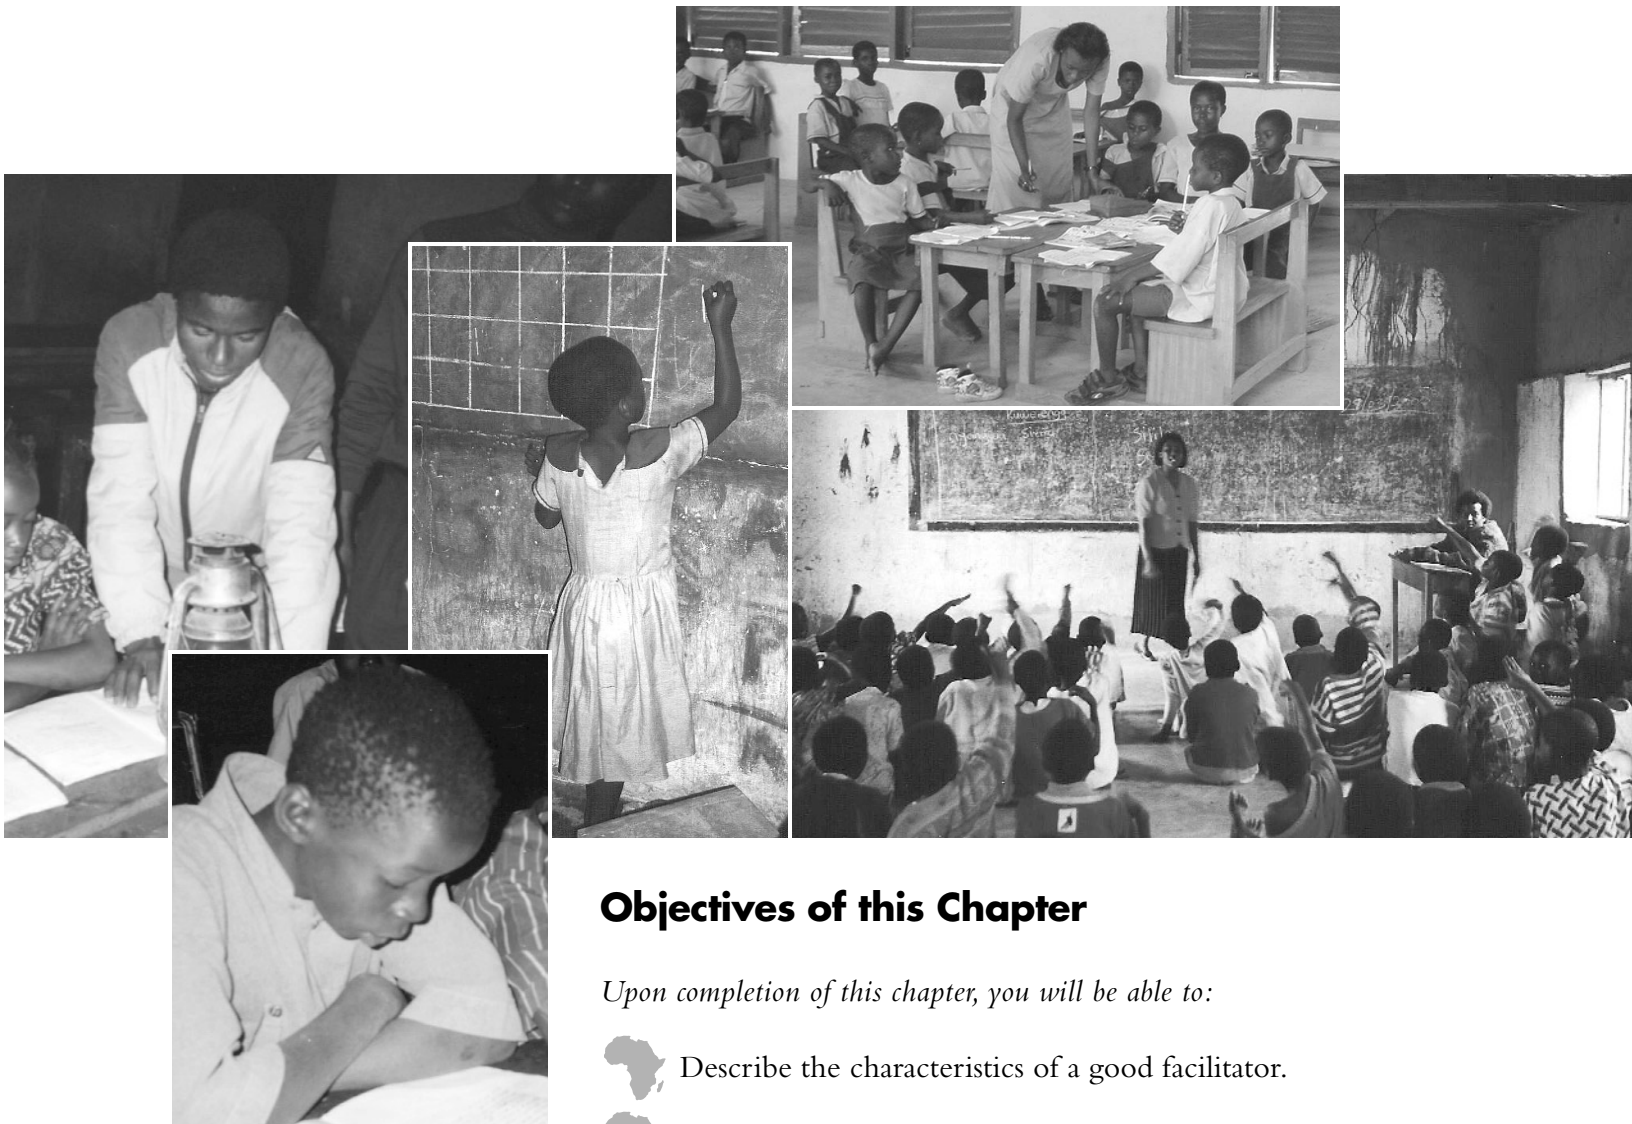 Objectives of this Chapter
Upon completion of this chapter, you will be able to:
Describe the characteristics of a good facilitator.